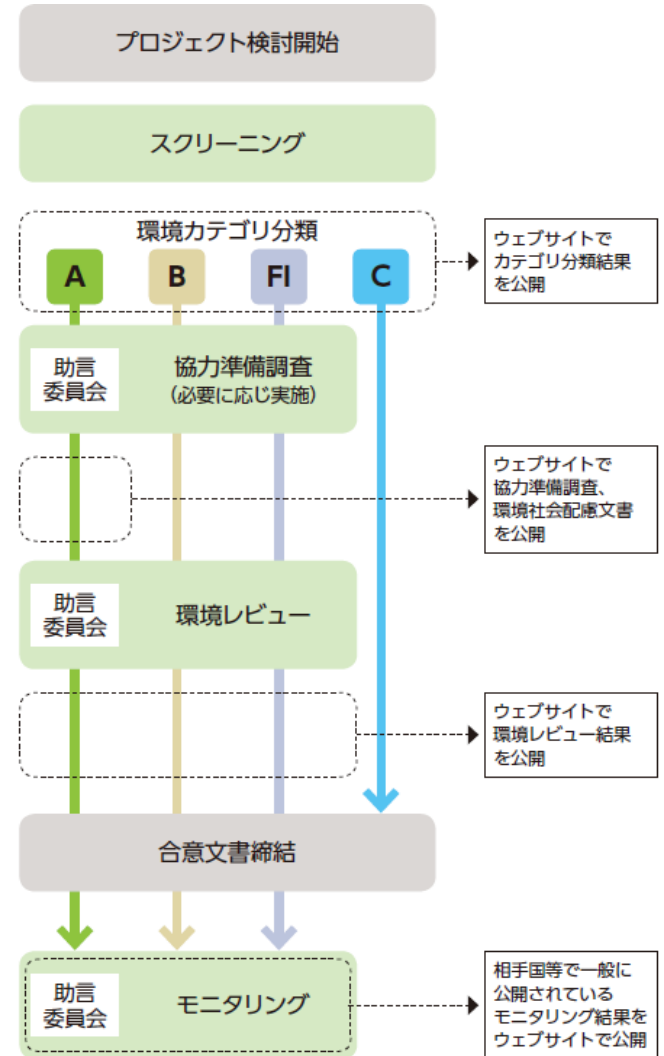 プロジェクト検討開始
スクリーニング
環境カテゴリ分類
A
B
FI
C
ウェブサイトで
カテゴリ分類結果
を公開
助言
委員会
協力準備調査
（必要に応じ実施）
ウェブサイトで
協力準備調査、
環境社会配慮文書
を公開
助言
委員会
環境レビュー
ウェブサイトで
環境レビュー結果
を公開
合意文書締結
助言
委員会
モニタリング
相手国等で一般に
公開されている
モニタリング結果を
ウェブサイトで公開